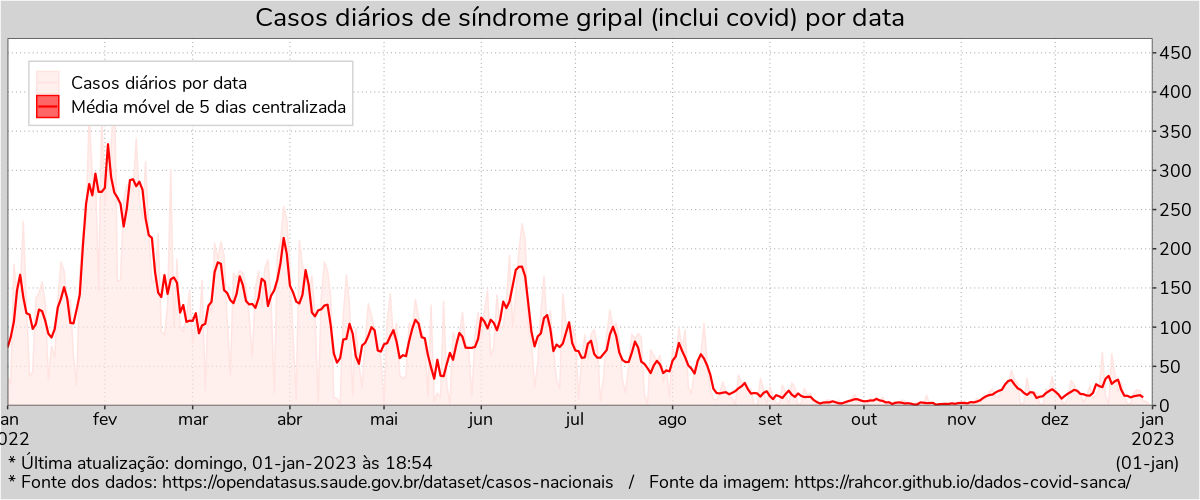 Casos diários de síndrome gripal (inclui covid) por data
Casos diários por data
Média móvel de 5 dias centralizada
450
400
350
300
250
200
150
100
50
0
an fev mar abr mai jun jul ago set out nov dez jan
022 2023
* Última atualização: domingo, 01-jan-2023 às 18:54 (01-jan)
* Fonte dos dados: https://opendatasus.saude.gov.br/dataset/casos-nacionais / Fonte da imagem: https://rahcor.github.io/dados-covid-sanca/